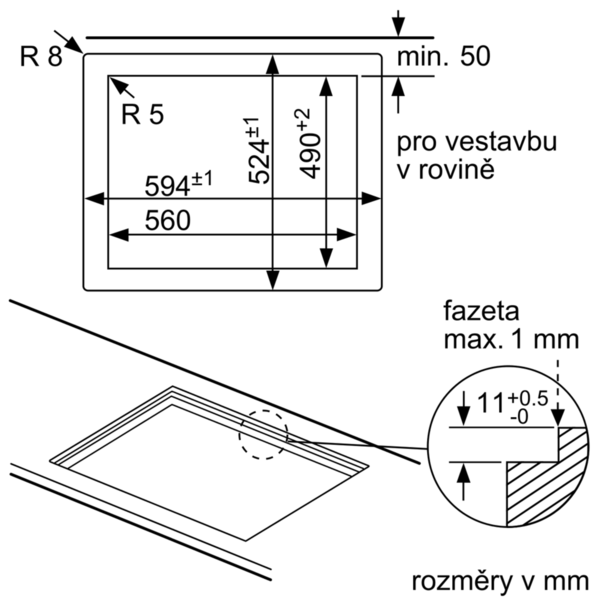 R 8
min. 50
R 5
524±1
490+2
pro vestavbu
v rovině
594±1
560
fazeta
max. 1 mm
11+0.5
-0
rozměry v mm